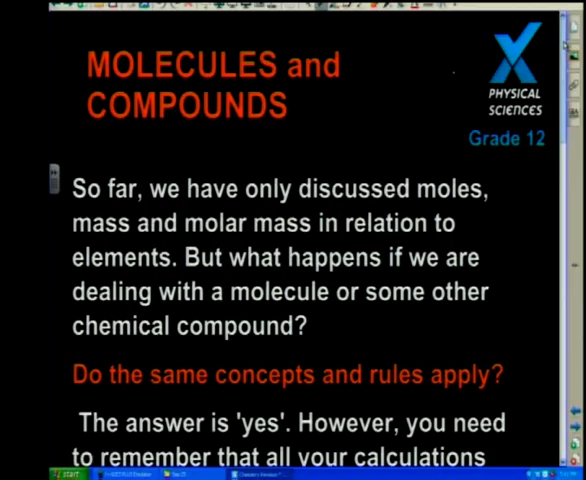 MOLECULES and
COMPOUNDS
PHYSICAL
SCIENCES
Grade 12
So far, we have only discussed moles,
mass and molar mass in relation to
elements. But what happens if we are
dealing with a molecule or some other
chemical compound?
Do the same concepts and rules apply?
The answer is 'yes'. However, you need
to remember that all your calculations
START